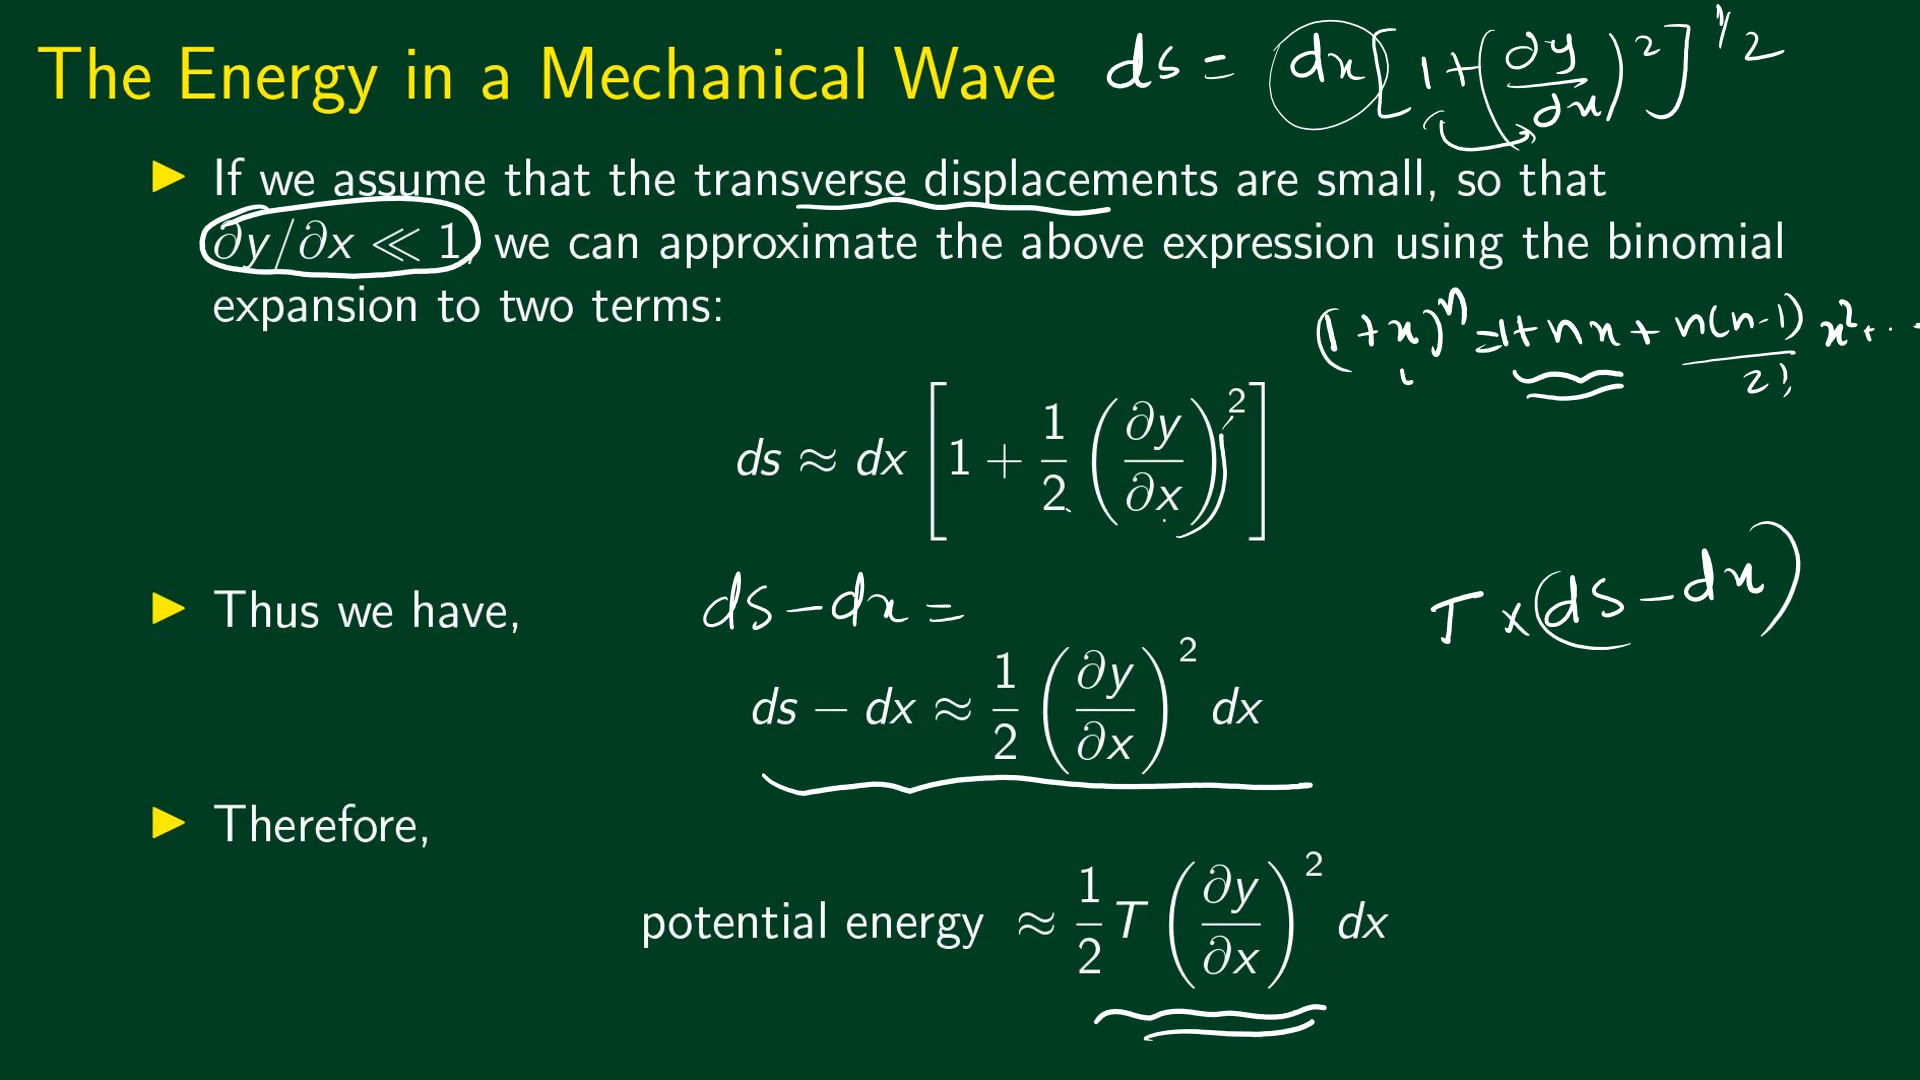 The Energy in a Mechanical Wave
ds = dx[1+(∂y/∂x)²]^1/2
▶ If we assume that the transverse displacements are small, so that
∂y/∂x ≪ 1, we can approximate the above expression using the binomial
expansion to two terms:
(1+x)ⁿ = 1+nx + n(n-1)/2! x² + ...
ds ≈ dx [1 + 1/2 (∂y/∂x)²]
▶ Thus we have,
ds – dx =
T × (ds – dx)
ds − dx ≈ 1/2 (∂y/∂x)² dx
▶ Therefore,
potential energy ≈ 1/2 T (∂y/∂x)² dx